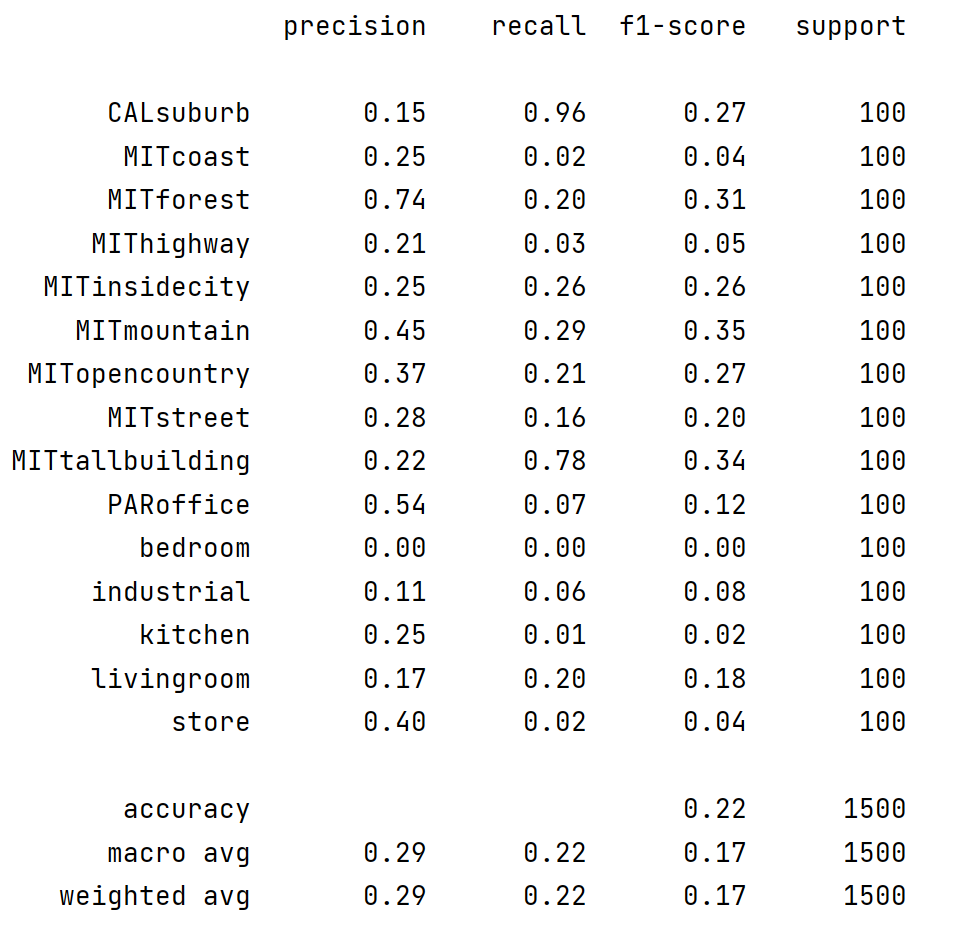 precision recall f1-score support
CALsuburb 0.15 0.96 0.27 100
MITcoast 0.25 0.02 0.04 100
MITforest 0.74 0.20 0.31 100
MIThighway 0.21 0.03 0.05 100
MITinsidecity 0.25 0.26 0.26 100
MITmountain 0.45 0.29 0.35 100
MITopencountry 0.37 0.21 0.27 100
MITstreet 0.28 0.16 0.20 100
MITtallbuilding 0.22 0.78 0.34 100
PARoffice 0.54 0.07 0.12 100
bedroom 0.00 0.00 0.00 100
industrial 0.11 0.06 0.08 100
kitchen 0.25 0.01 0.02 100
livingroom 0.17 0.20 0.18 100
store 0.40 0.02 0.04 100
accuracy 0.22 1500
macro avg 0.29 0.22 0.17 1500
weighted avg 0.29 0.22 0.17 1500